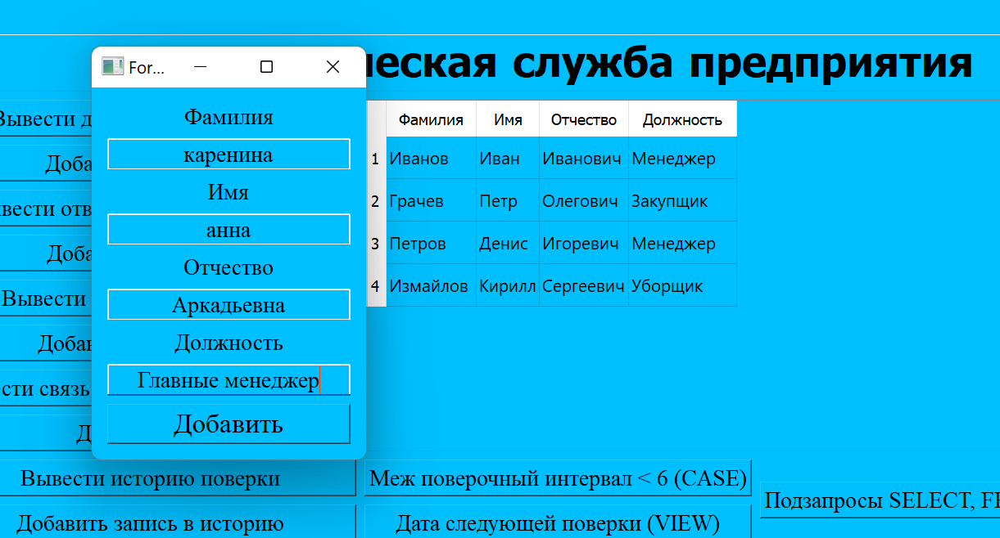 For...
ческая служба предприятия
Фамилия
каренина
Имя
анна
Отчество
Аркадьевна
Должность
Главные менеджер
Добавить
Фамилия Имя Отчество Должность
1 Иванов Иван Иванович Менеджер
2 Грачев Петр Олегович Закупщик
3 Петров Денис Игоревич Менеджер
4 Измайлов Кирилл Сергеевич Уборщик
Вывести д
Доба
вести отв
Доба
Вывести
Добав
сти связь
Д
Вывести историю поверки
Добавить запись в историю
Меж поверочный интервал < 6 (CASE)
Дата следующей поверки (VIEW)
Подзапросы SELECT, FR